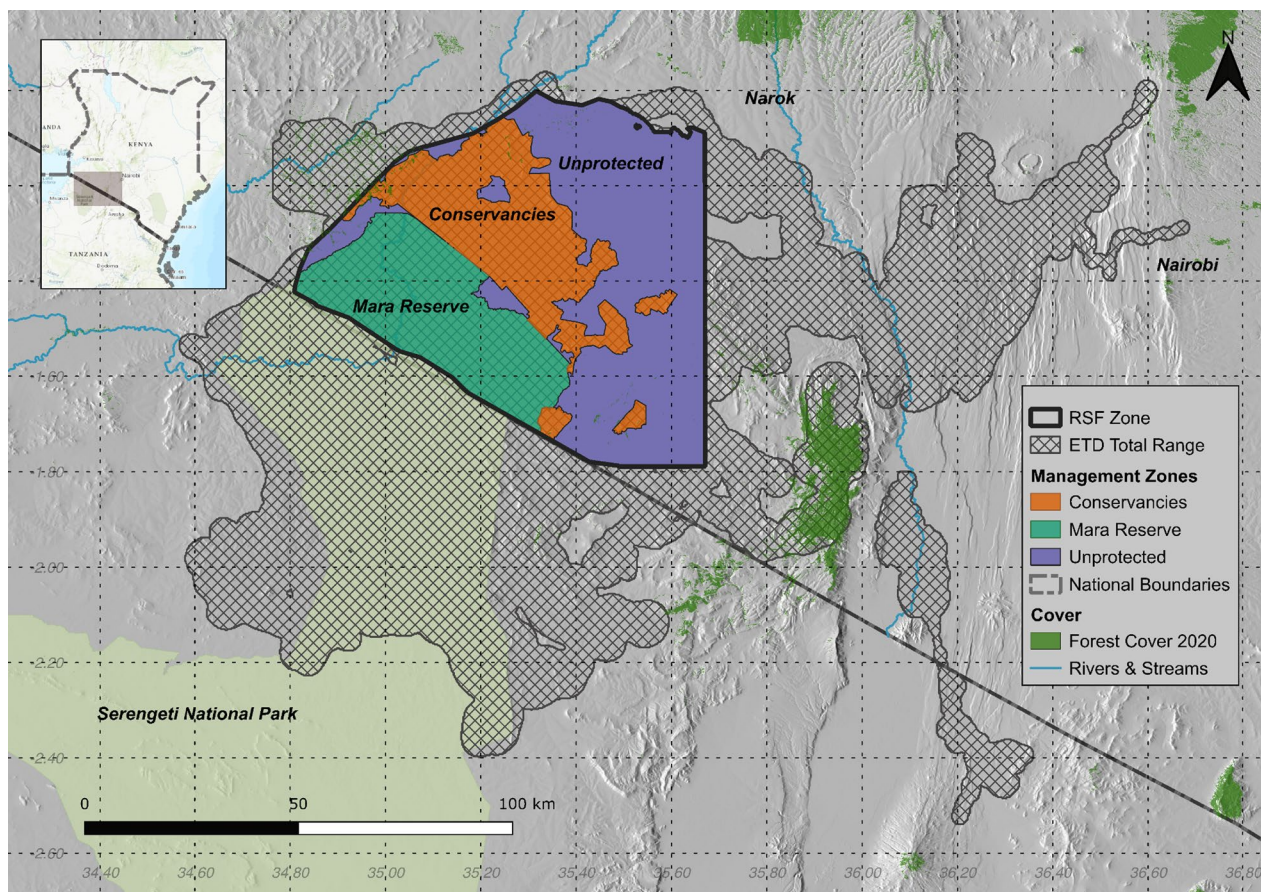 N
Narok
ANDA
KENYA
Nairobi
TANZANIA
Unprotected
Conservancies
Mara Reserve
Nairobi
Serengeti National Park
RSF Zone
ETD Total Range
Management Zones
Conservancies
Mara Reserve
Unprotected
National Boundaries
Cover
Forest Cover 2020
Rivers & Streams
-1.60
-1.80
-2.00
-2.20
-2.40
-2.60
0 50 100 km
34.40 34.60 34.80 35.00 35.20 35.40 35.60 35.80 36.00 36.20 36.40 36.60 36.80